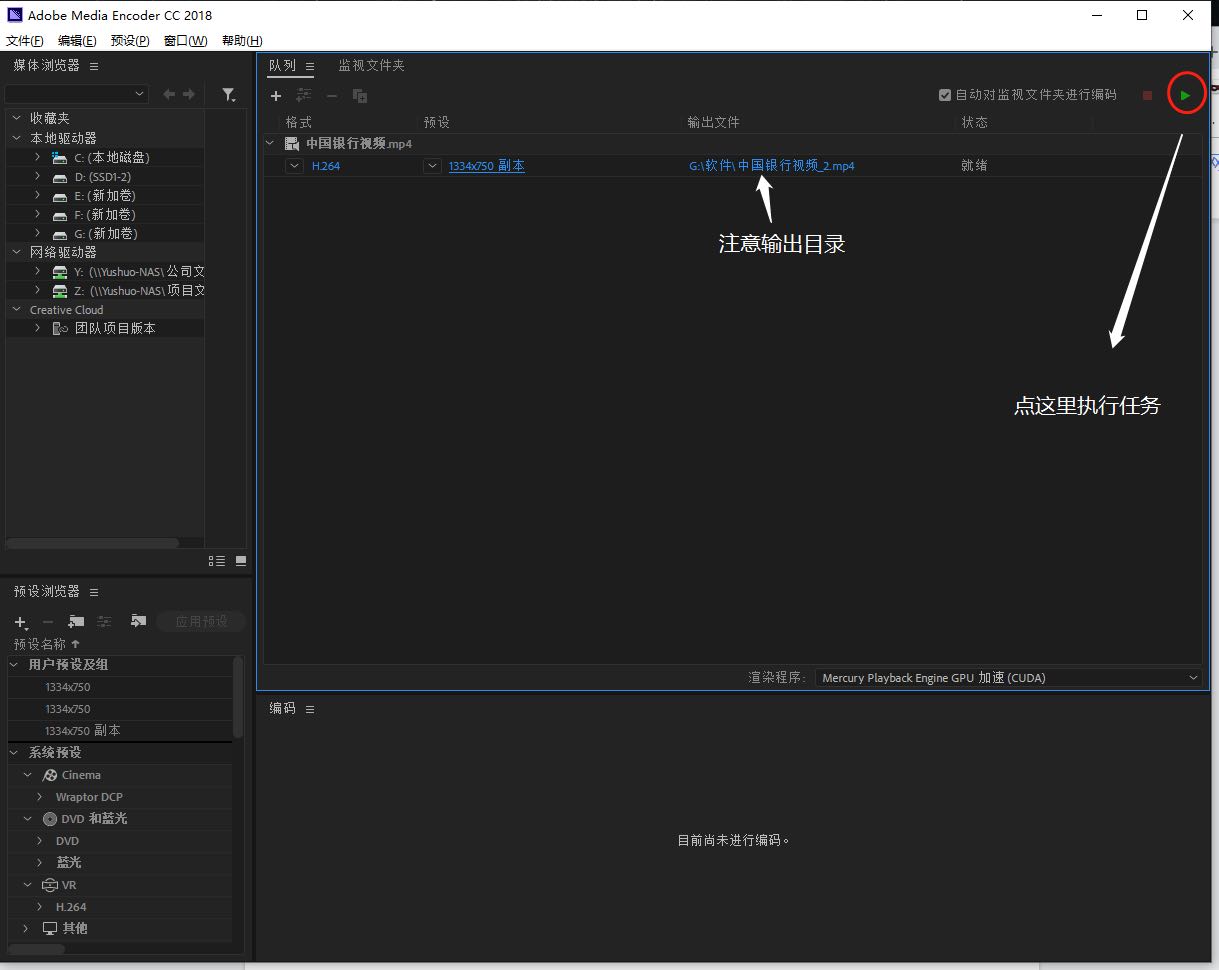 Adobe Media Encoder CC 2018
文件(F) 编辑(E) 预设(P) 窗口(W) 帮助(H)
媒体浏览器
收藏夹
本地驱动器
C: (本地磁盘)
D: (SSD1-2)
E: (新加卷)
F: (新加卷)
G: (新加卷)
网络驱动器
Y: (\\Yushuo-NAS\公司文
Z: (\\Yushuo-NAS\项目文
Creative Cloud
团队项目版本
队列 监视文件夹
自动对监视文件夹进行编码
格式 预设 输出文件 状态
中国银行视频.mp4
H.264 1334x750 副本 G:\软件\中国银行视频_2.mp4 就绪
注意输出目录
点这里执行任务
渲染程序: Mercury Playback Engine GPU 加速 (CUDA)
预设浏览器
应用预设
预设名称
用户预设及组
1334x750
1334x750
1334x750 副本
系统预设
Cinema
Wraptor DCP
DVD 和蓝光
DVD
蓝光
VR
H.264
其他
编码
目前尚未进行编码。